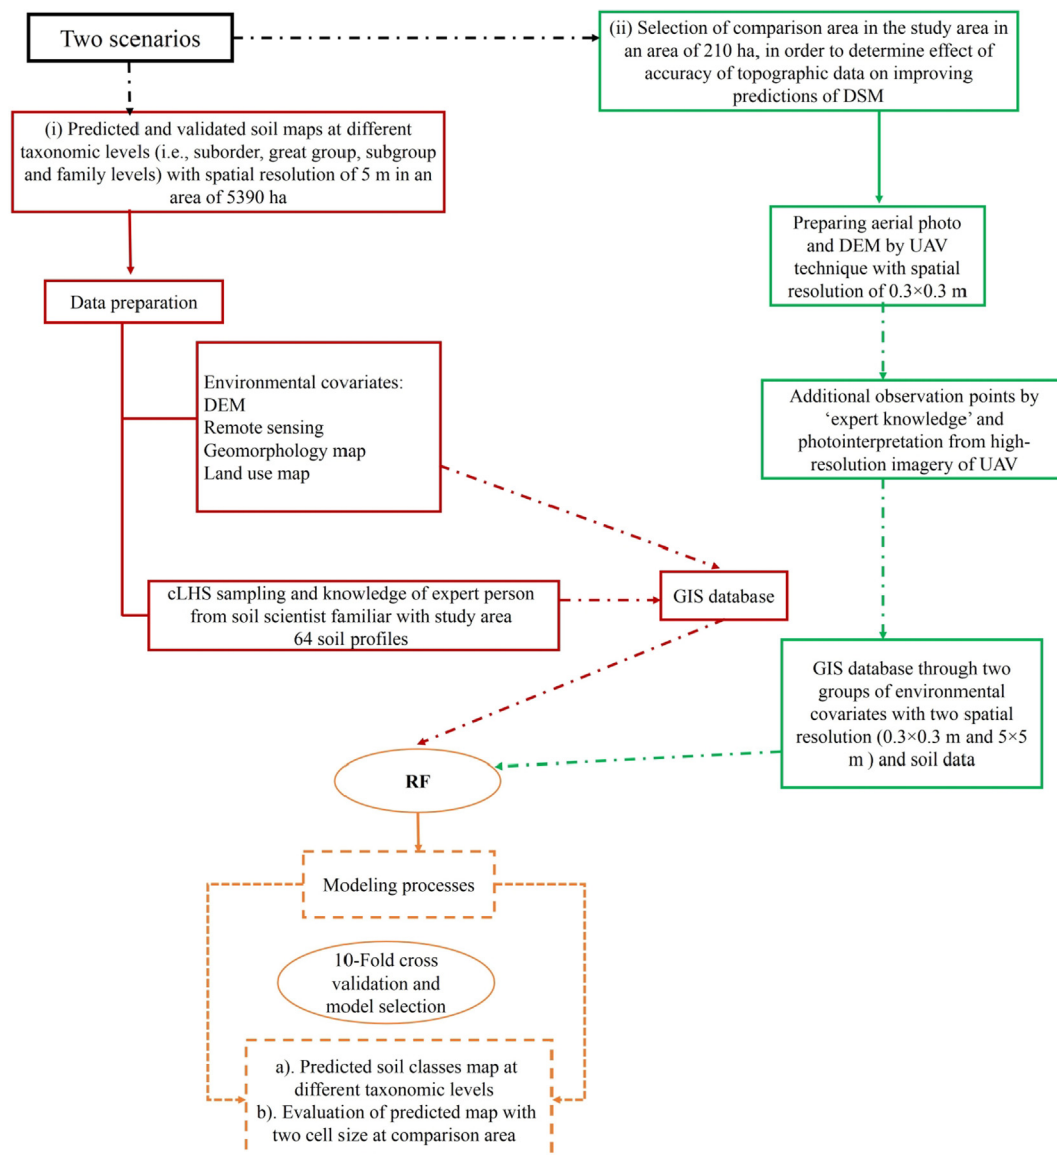 Two scenarios
(ii) Selection of comparison area in the study area in
an area of 210 ha, in order to determine effect of
accuracy of topographic data on improving
predictions of DSM
(i) Predicted and validated soil maps at different
taxonomic levels (i.e., suborder, great group, subgroup
and family levels) with spatial resolution of 5 m in an
area of 5390 ha
Preparing aerial photo
and DEM by UAV
technique with spatial
resolution of 0.3×0.3 m
Data preparation
Environmental covariates:
DEM
Remote sensing
Geomorphology map
Land use map
Additional observation points by
‘expert knowledge’ and
photointerpretation from high-
resolution imagery of UAV
cLHS sampling and knowledge of expert person
from soil scientist familiar with study area
64 soil profiles
GIS database
GIS database through two
groups of environmental
covariates with two spatial
resolution (0.3×0.3 m and 5×5
m ) and soil data
RF
Modeling processes
10-Fold cross
validation and
model selection
a). Predicted soil classes map at
different taxonomic levels
b). Evaluation of predicted map with
two cell size at comparison area